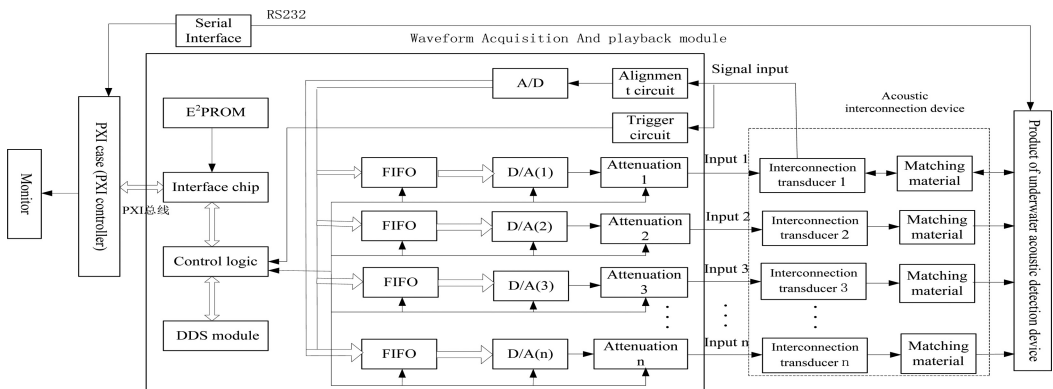 RS232
Serial
Interface
Waveform Acquisition And playback module
Signal input
A/D
Alignmen
t circuit
Acoustic
interconnection device
E²PROM
Trigger
circuit
Monitor
PXI case (PXI controller)
PXI总线
Interface chip
Control logic
DDS module
FIFO
D/A(1)
Attenuation
1
Input 1
Interconnection
transducer 1
Matching
material
FIFO
D/A(2)
Attenuation
2
Input 2
Interconnection
transducer 2
Matching
material
FIFO
D/A(3)
Attenuation
3
Input 3
Interconnection
transducer 3
Matching
material
FIFO
D/A(n)
Attenuation
n
Input n
Interconnection
transducer n
Matching
material
Product of underwater acoustic detection device